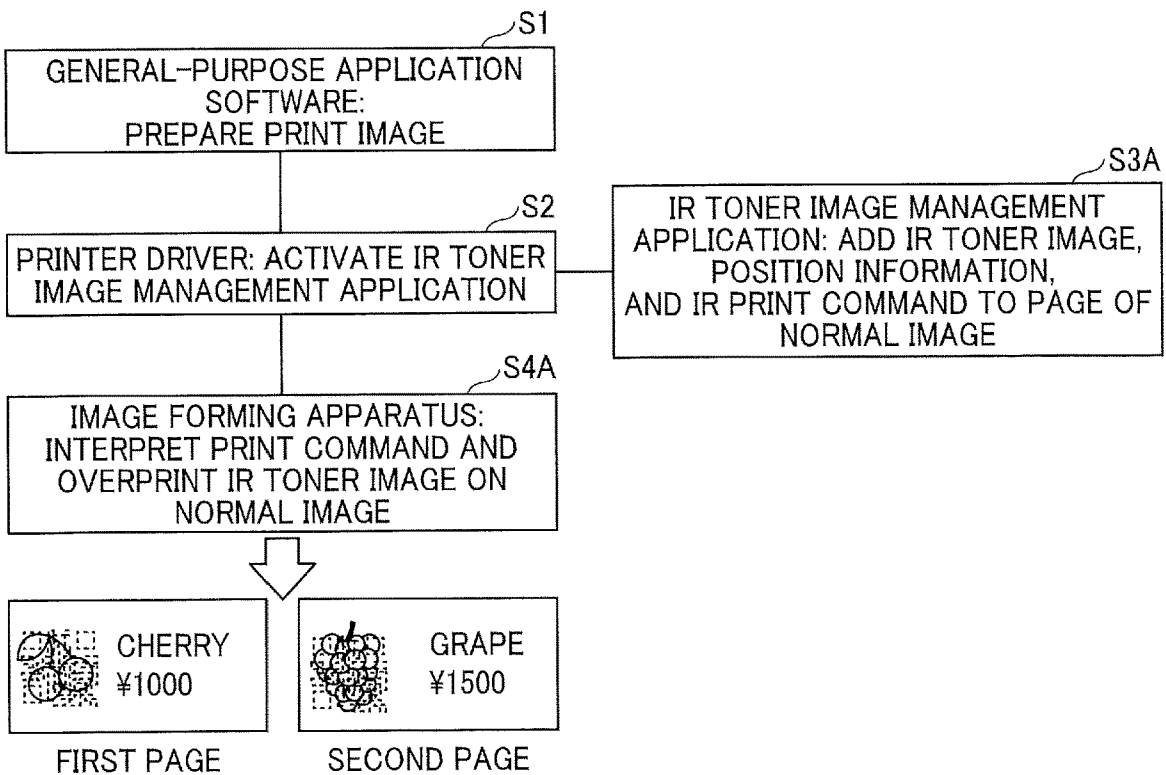 S1
GENERAL-PURPOSE APPLICATION
SOFTWARE:
PREPARE PRINT IMAGE
S2
PRINTER DRIVER: ACTIVATE IR TONER
IMAGE MANAGEMENT APPLICATION
S3A
IR TONER IMAGE MANAGEMENT
APPLICATION: ADD IR TONER IMAGE,
POSITION INFORMATION,
AND IR PRINT COMMAND TO PAGE OF
NORMAL IMAGE
S4A
IMAGE FORMING APPARATUS:
INTERPRET PRINT COMMAND AND
OVERPRINT IR TONER IMAGE ON
NORMAL IMAGE
CHERRY
¥1000
GRAPE
¥1500
FIRST PAGE
SECOND PAGE